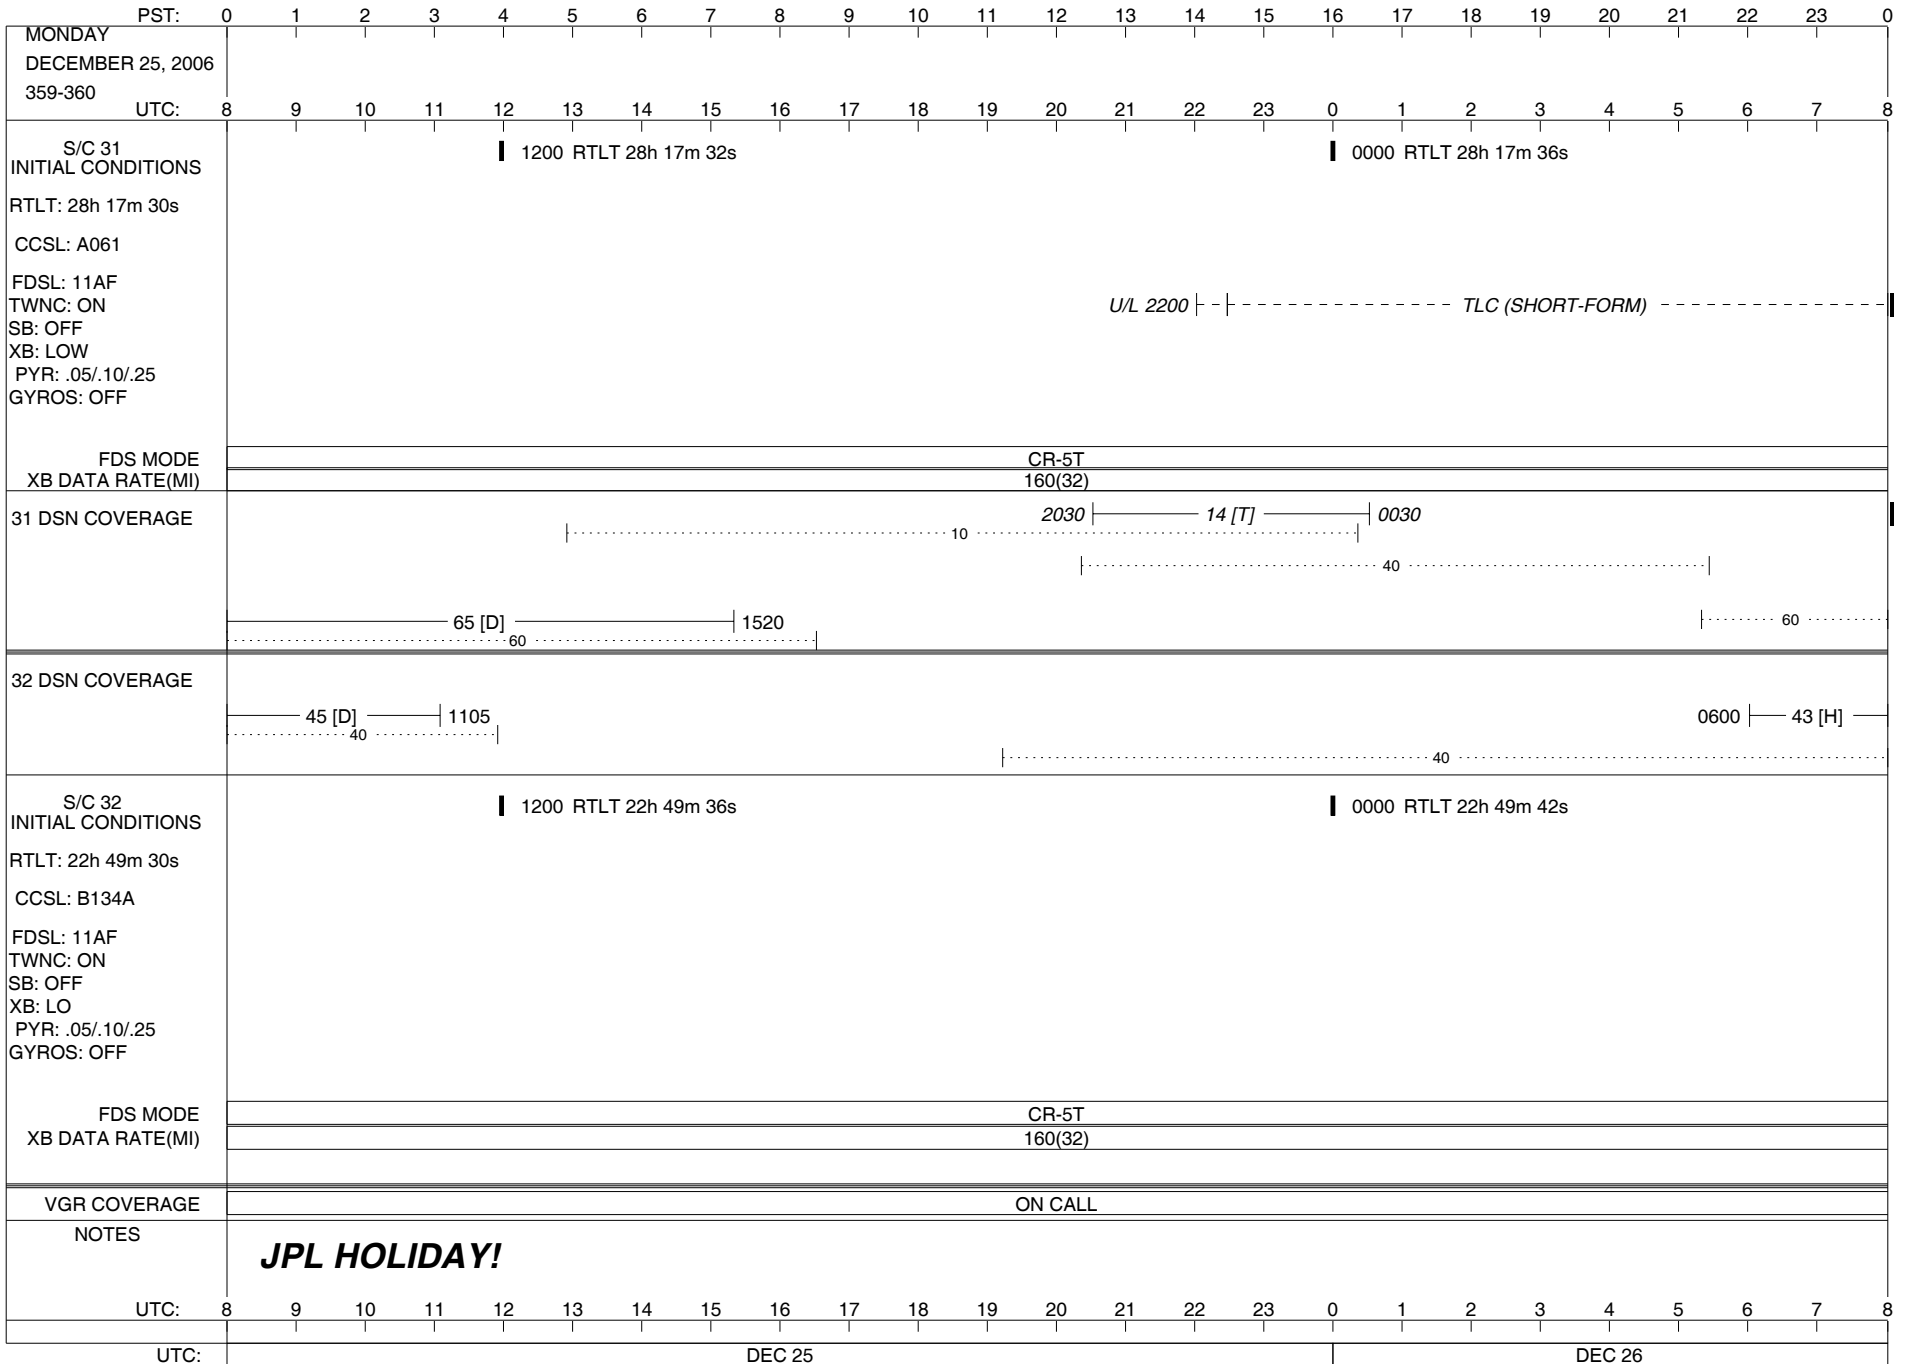 PST: 0 1 2 3 4 5 6 7 8 9 10 11 12 13 14 15 16 17 18 19 20 21 22 23 0
MONDAY
DECEMBER 25, 2006
359-360
UTC: 8 9 10 11 12 13 14 15 16 17 18 19 20 21 22 23 0 1 2 3 4 5 6 7 8
S/C 31
INITIAL CONDITIONS
1200 RTLT 28h 17m 32s
0000 RTLT 28h 17m 36s
RTLT: 28h 17m 30s
CCSL: A061
FDSL: 11AF
TWNC: ON
U/L 2200 TLC (SHORT-FORM)
SB: OFF
XB: LOW
PYR: .05/.10/.25
GYROS: OFF
FDS MODE CR-5T
XB DATA RATE(MI) 160(32)
31 DSN COVERAGE
2030 14 [T] 0030
10
40
65 [D] 1520
60
60
32 DSN COVERAGE
45 [D] 1105
0600 43 [H]
40
40
S/C 32
INITIAL CONDITIONS
1200 RTLT 22h 49m 36s
0000 RTLT 22h 49m 42s
RTLT: 22h 49m 30s
CCSL: B134A
FDSL: 11AF
TWNC: ON
SB: OFF
XB: LO
PYR: .05/.10/.25
GYROS: OFF
FDS MODE CR-5T
XB DATA RATE(MI) 160(32)
VGR COVERAGE ON CALL
NOTES
JPL HOLIDAY!
UTC: 8 9 10 11 12 13 14 15 16 17 18 19 20 21 22 23 0 1 2 3 4 5 6 7 8
UTC: DEC 25 DEC 26